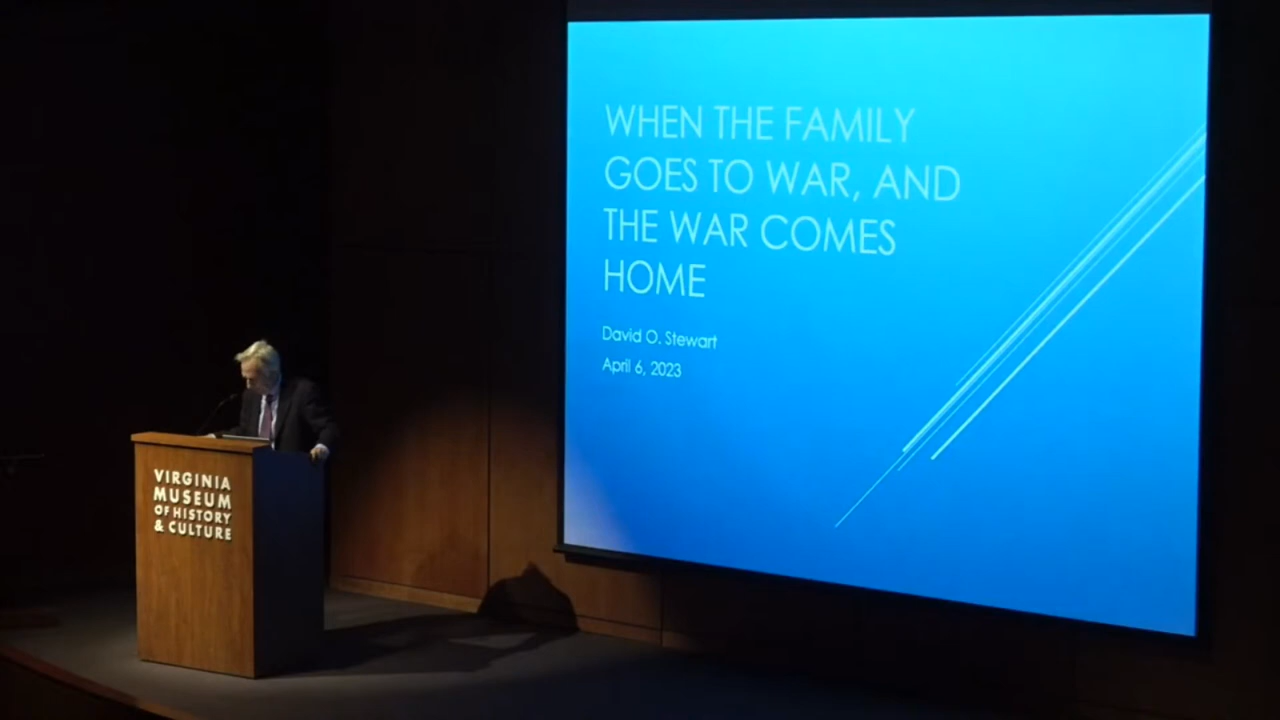 WHEN THE FAMILY
GOES TO WAR, AND
THE WAR COMES
HOME
David O. Stewart
April 6, 2023
VIRGINIA
MUSEUM
OF HISTORY
& CULTURE